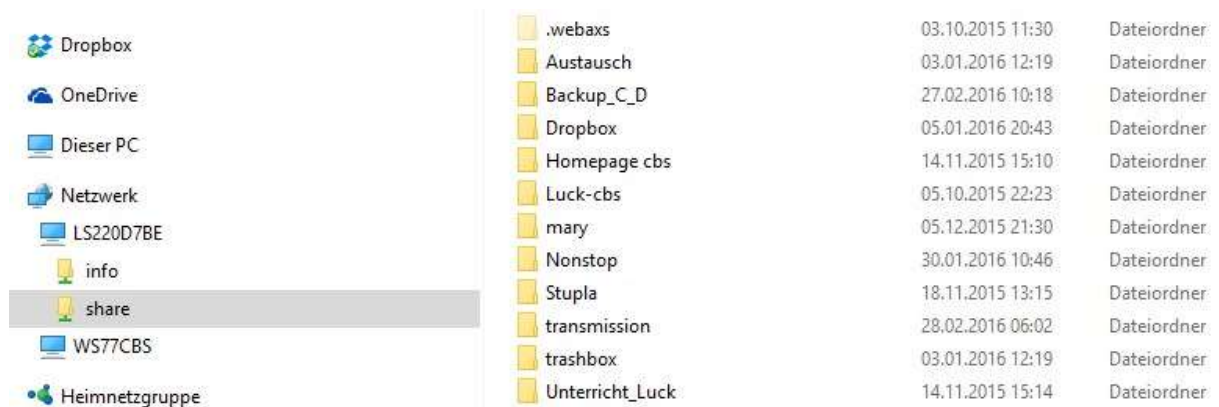 Dropbox
OneDrive
Dieser PC
Netzwerk
LS220D7BE
info
share
WS77CBS
Heimnetzgruppe
.webaxs 03.10.2015 11:30 Dateiordner
Austausch 03.01.2016 12:19 Dateiordner
Backup_C_D 27.02.2016 10:18 Dateiordner
Dropbox 05.01.2016 20:43 Dateiordner
Homepage cbs 14.11.2015 15:10 Dateiordner
Luck-cbs 05.10.2015 22:23 Dateiordner
mary 05.12.2015 21:30 Dateiordner
Nonstop 30.01.2016 10:46 Dateiordner
Stupla 18.11.2015 13:15 Dateiordner
transmission 28.02.2016 06:02 Dateiordner
trashbox 03.01.2016 12:19 Dateiordner
Unterricht_Luck 14.11.2015 15:14 Dateiordner